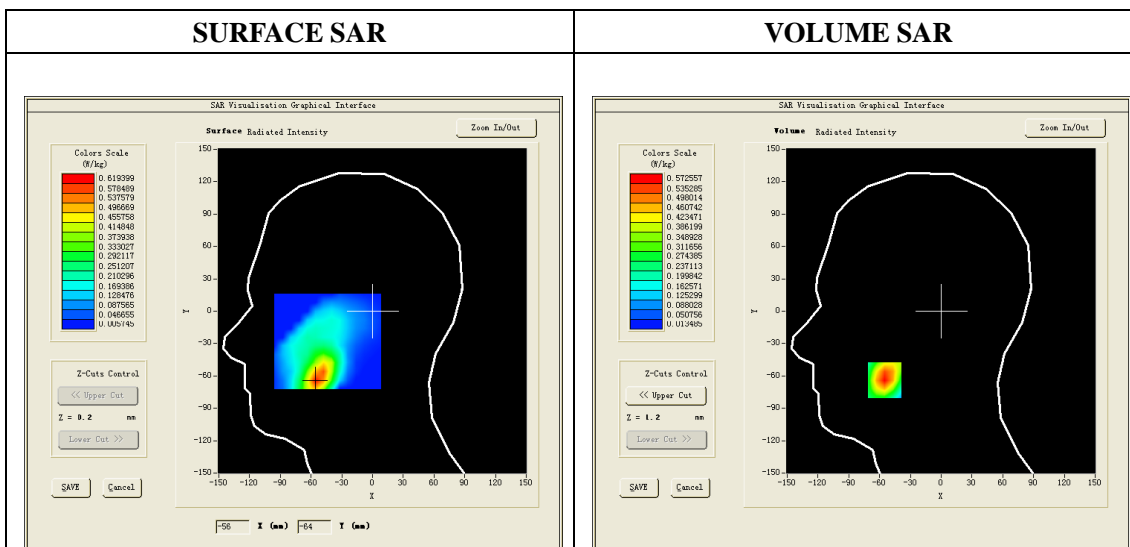 SURFACE SAR
VOLUME SAR
SAR Visualisation Graphical Interface
Surface Radiated Intensity
Zoom In/Out
Colors Scale
(W/kg)
0.619399
0.578489
0.537579
0.496669
0.455758
0.414848
0.373938
0.333027
0.292117
0.251207
0.210296
0.169386
0.128476
0.087565
0.046655
0.005745
150
120
90
60
30
0
-30
-60
-90
-120
-150
Y
-150 -120 -90 -60 -30 0 30 60 90 120 150
X
Z-Cuts Control
<< Upper Cut
Z = 0.2 mm
Lower Cut >>
SAVE Cancel
-56 X (mm) -64 Y (mm)
SAR Visualisation Graphical Interface
Volume Radiated Intensity
Zoom In/Out
Colors Scale
(W/kg)
0.572557
0.535285
0.498014
0.460742
0.423471
0.386199
0.348928
0.311656
0.274385
0.237113
0.199842
0.162571
0.125299
0.088028
0.050756
0.013485
150
120
90
60
30
0
-30
-60
-90
-120
-150
Y
-150 -120 -90 -60 -30 0 30 60 90 120 150
X
Z-Cuts Control
<< Upper Cut
Z = 1.2 mm
Lower Cut >>
SAVE Cancel